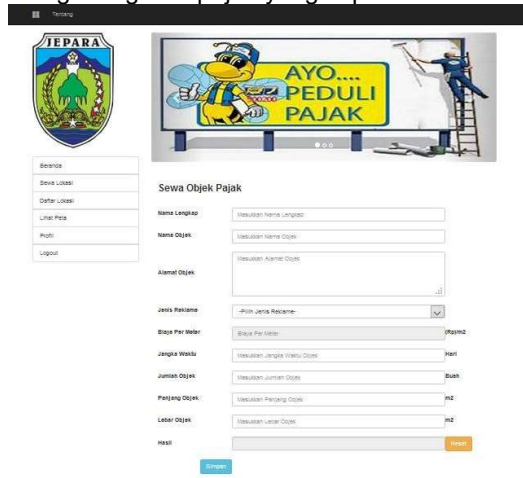 Tentang
JEPARA
AYO....
PEDULI
PAJAK
Beranda
Sewa Lokasi
Daftar Lokasi
Lihat Peta
Profil
Logout
Sewa Objek Pajak
Nama Lengkap
Masukkan Nama Lengkap
Nama Objek
Masukkan Nama Objek
Alamat Objek
Masukkan Alamat Objek
Jenis Reklame
-Pilih Jenis Reklame-
Biaya Per Meter
Biaya Per Meter
(Rp)/m2
Jangka Waktu
Masukkan Jangka Waktu Objek
Hari
Jumlah Objek
Masukkan Jumlah Objek
Buah
Panjang Objek
Masukkan Panjang Objek
m2
Lebar Objek
Masukkan Lebar Objek
m2
Hasil
Reset
Simpan